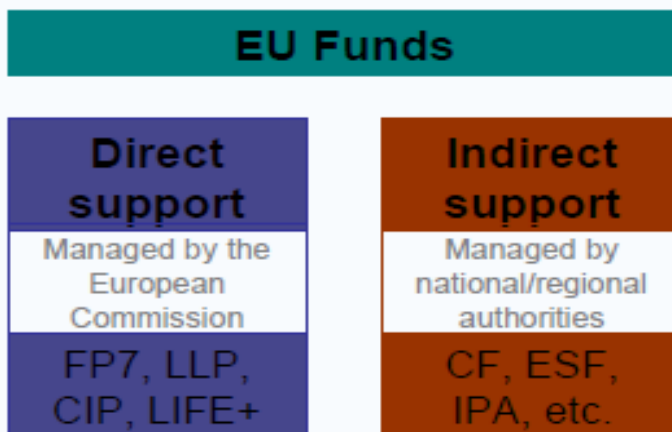 EU Funds
Direct
support
Managed by the
European
Commission
FP7, LLP,
CIP, LIFE+
Indirect
support
Managed by
national/regional
authorities
CF, ESF,
IPA, etc.